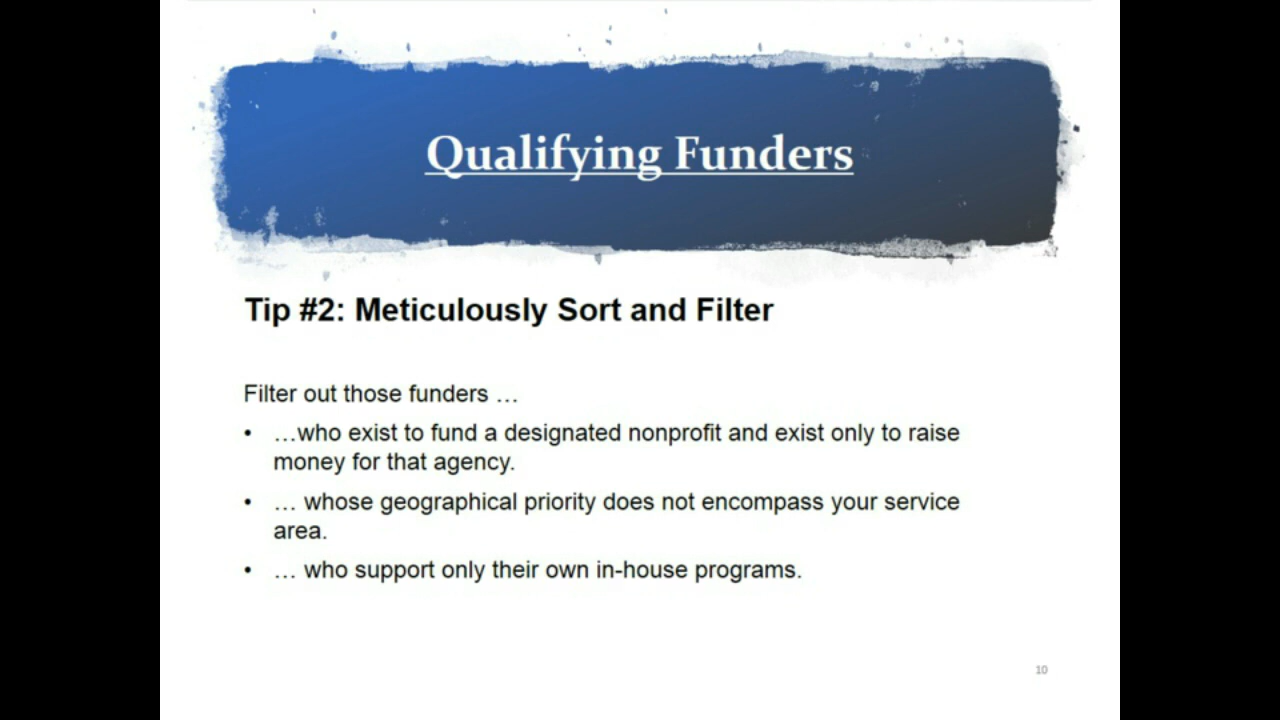 Qualifying Funders
Tip #2: Meticulously Sort and Filter
Filter out those funders …
• …who exist to fund a designated nonprofit and exist only to raise
money for that agency.
• … whose geographical priority does not encompass your service
area.
• … who support only their own in-house programs.
10